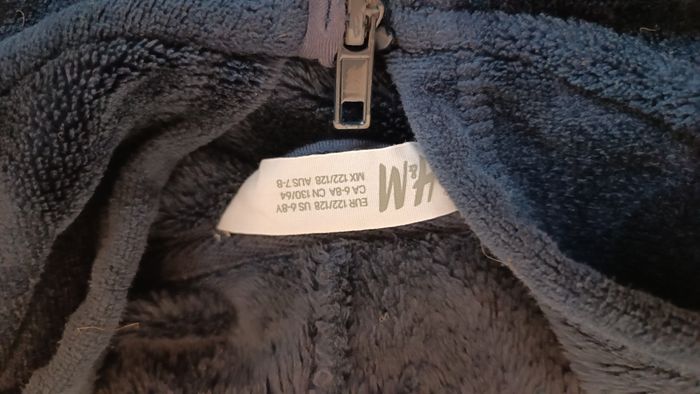 H&M
EUR 122/128 US 6-8Y
CA 6-8A CN 130/64
MX 122/128 AUS 7-8